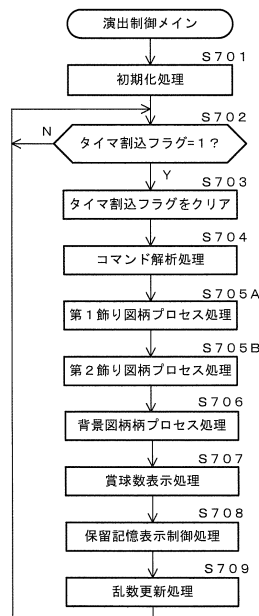 演出制御メイン
S701
初期化処理
S702
N
タイマ割込フラグ=1?
Y
S703
タイマ割込フラグをクリア
S704
コマンド解析処理
S705A
第1飾り図柄プロセス処理
S705B
第2飾り図柄プロセス処理
S706
背景図柄柄プロセス処理
S707
賞球数表示処理
S708
保留記憶表示制御処理
S709
乱数更新処理